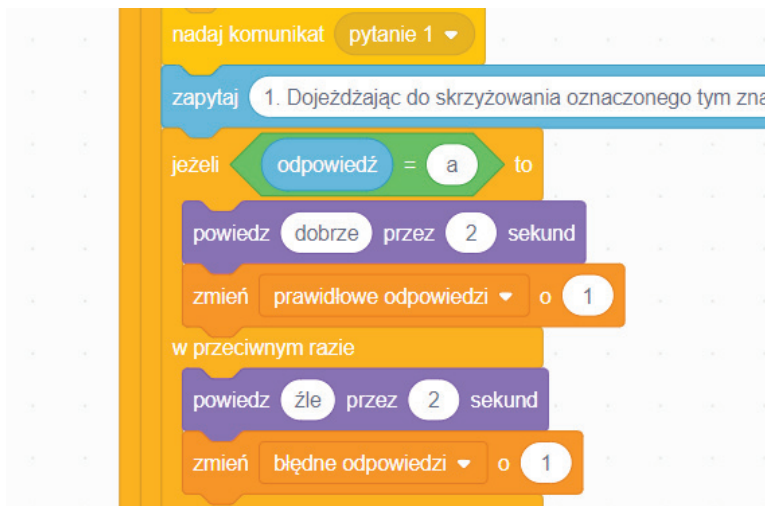 nadaj komunikat pytanie 1
zapytaj 1. Dojeżdżając do skrzyżowania oznaczonego tym zna
jeżeli odpowiedź = a to
powiedz dobrze przez 2 sekund
zmień prawidłowe odpowiedzi o 1
w przeciwnym razie
powiedz źle przez 2 sekund
zmień błędne odpowiedzi o 1